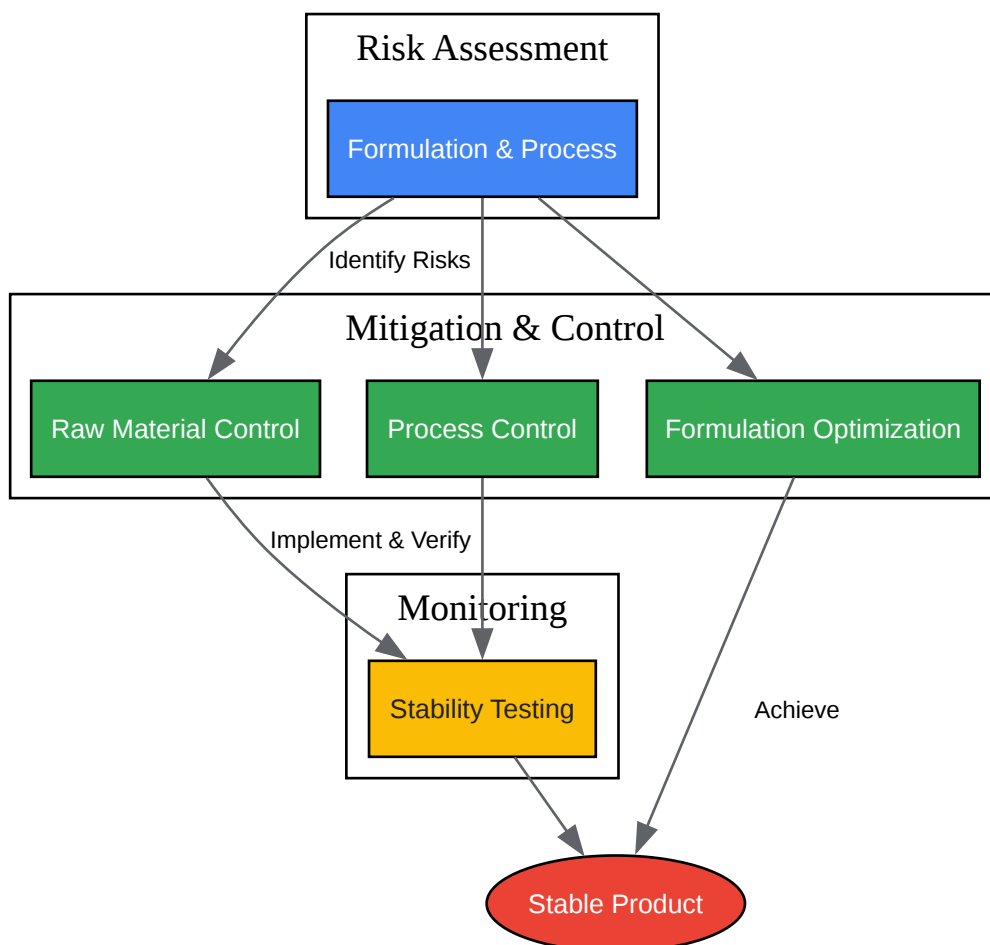 Risk Assessment
Formulation & Process
Identify Risks
Mitigation & Control
Raw Material Control
Process Control
Formulation Optimization
Implement & Verify
Monitoring
Stability Testing
Achieve
Stable Product